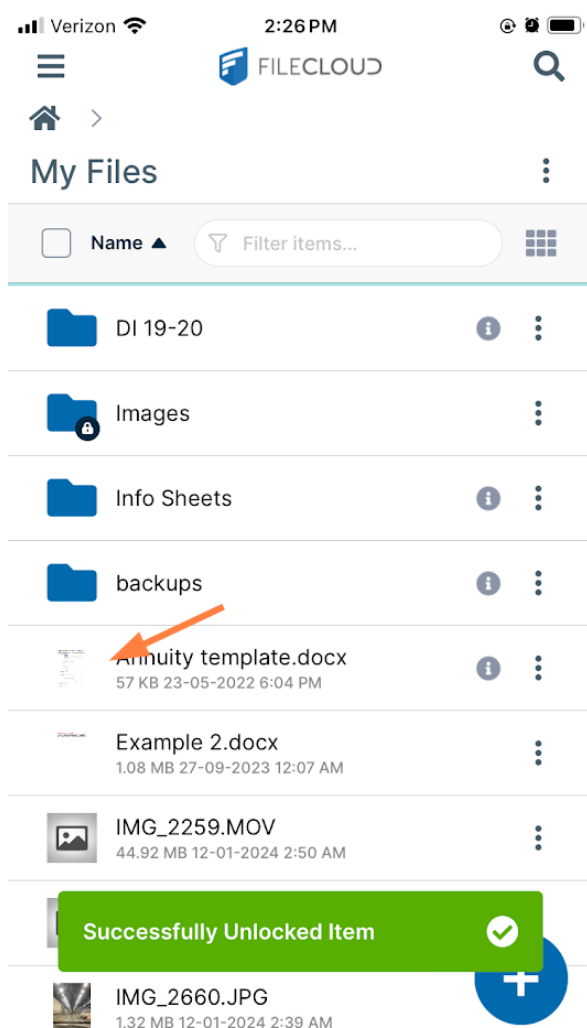 Verizon 2:26 PM
FILECLOUD
My Files
Name Filter items...
DI 19-20
Images
Info Sheets
backups
Annuity template.docx
57 KB 23-05-2022 6:04 PM
Example 2.docx
1.08 MB 27-09-2023 12:07 AM
IMG_2259.MOV
44.92 MB 12-01-2024 2:50 AM
Successfully Unlocked Item
IMG_2660.JPG
1.32 MB 12-01-2024 2:39 AM